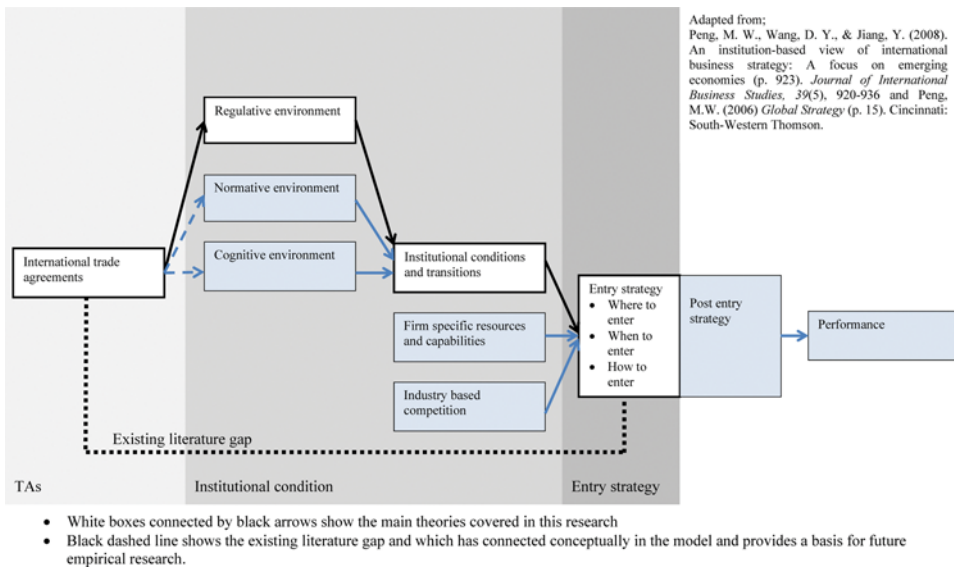 Adapted from;
Peng, M. W., Wang, D. Y., & Jiang, Y. (2008).
An institution-based view of international
business strategy: A focus on emerging
economies (p. 923). Journal of International
Business Studies, 39(5), 920-936 and Peng,
M.W. (2006) Global Strategy (p. 15). Cincinnati:
South-Western Thomson.
Regulative environment
Normative environment
Cognitive environment
International trade
agreements
Institutional conditions
and transitions
Firm specific resources
and capabilities
Industry based
competition
Entry strategy
• Where to
enter
• When to
enter
• How to
enter
Post entry
strategy
Performance
Existing literature gap
TAs
Institutional condition
Entry strategy
• White boxes connected by black arrows show the main theories covered in this research
• Black dashed line shows the existing literature gap and which has connected conceptually in the model and provides a basis for future
empirical research.